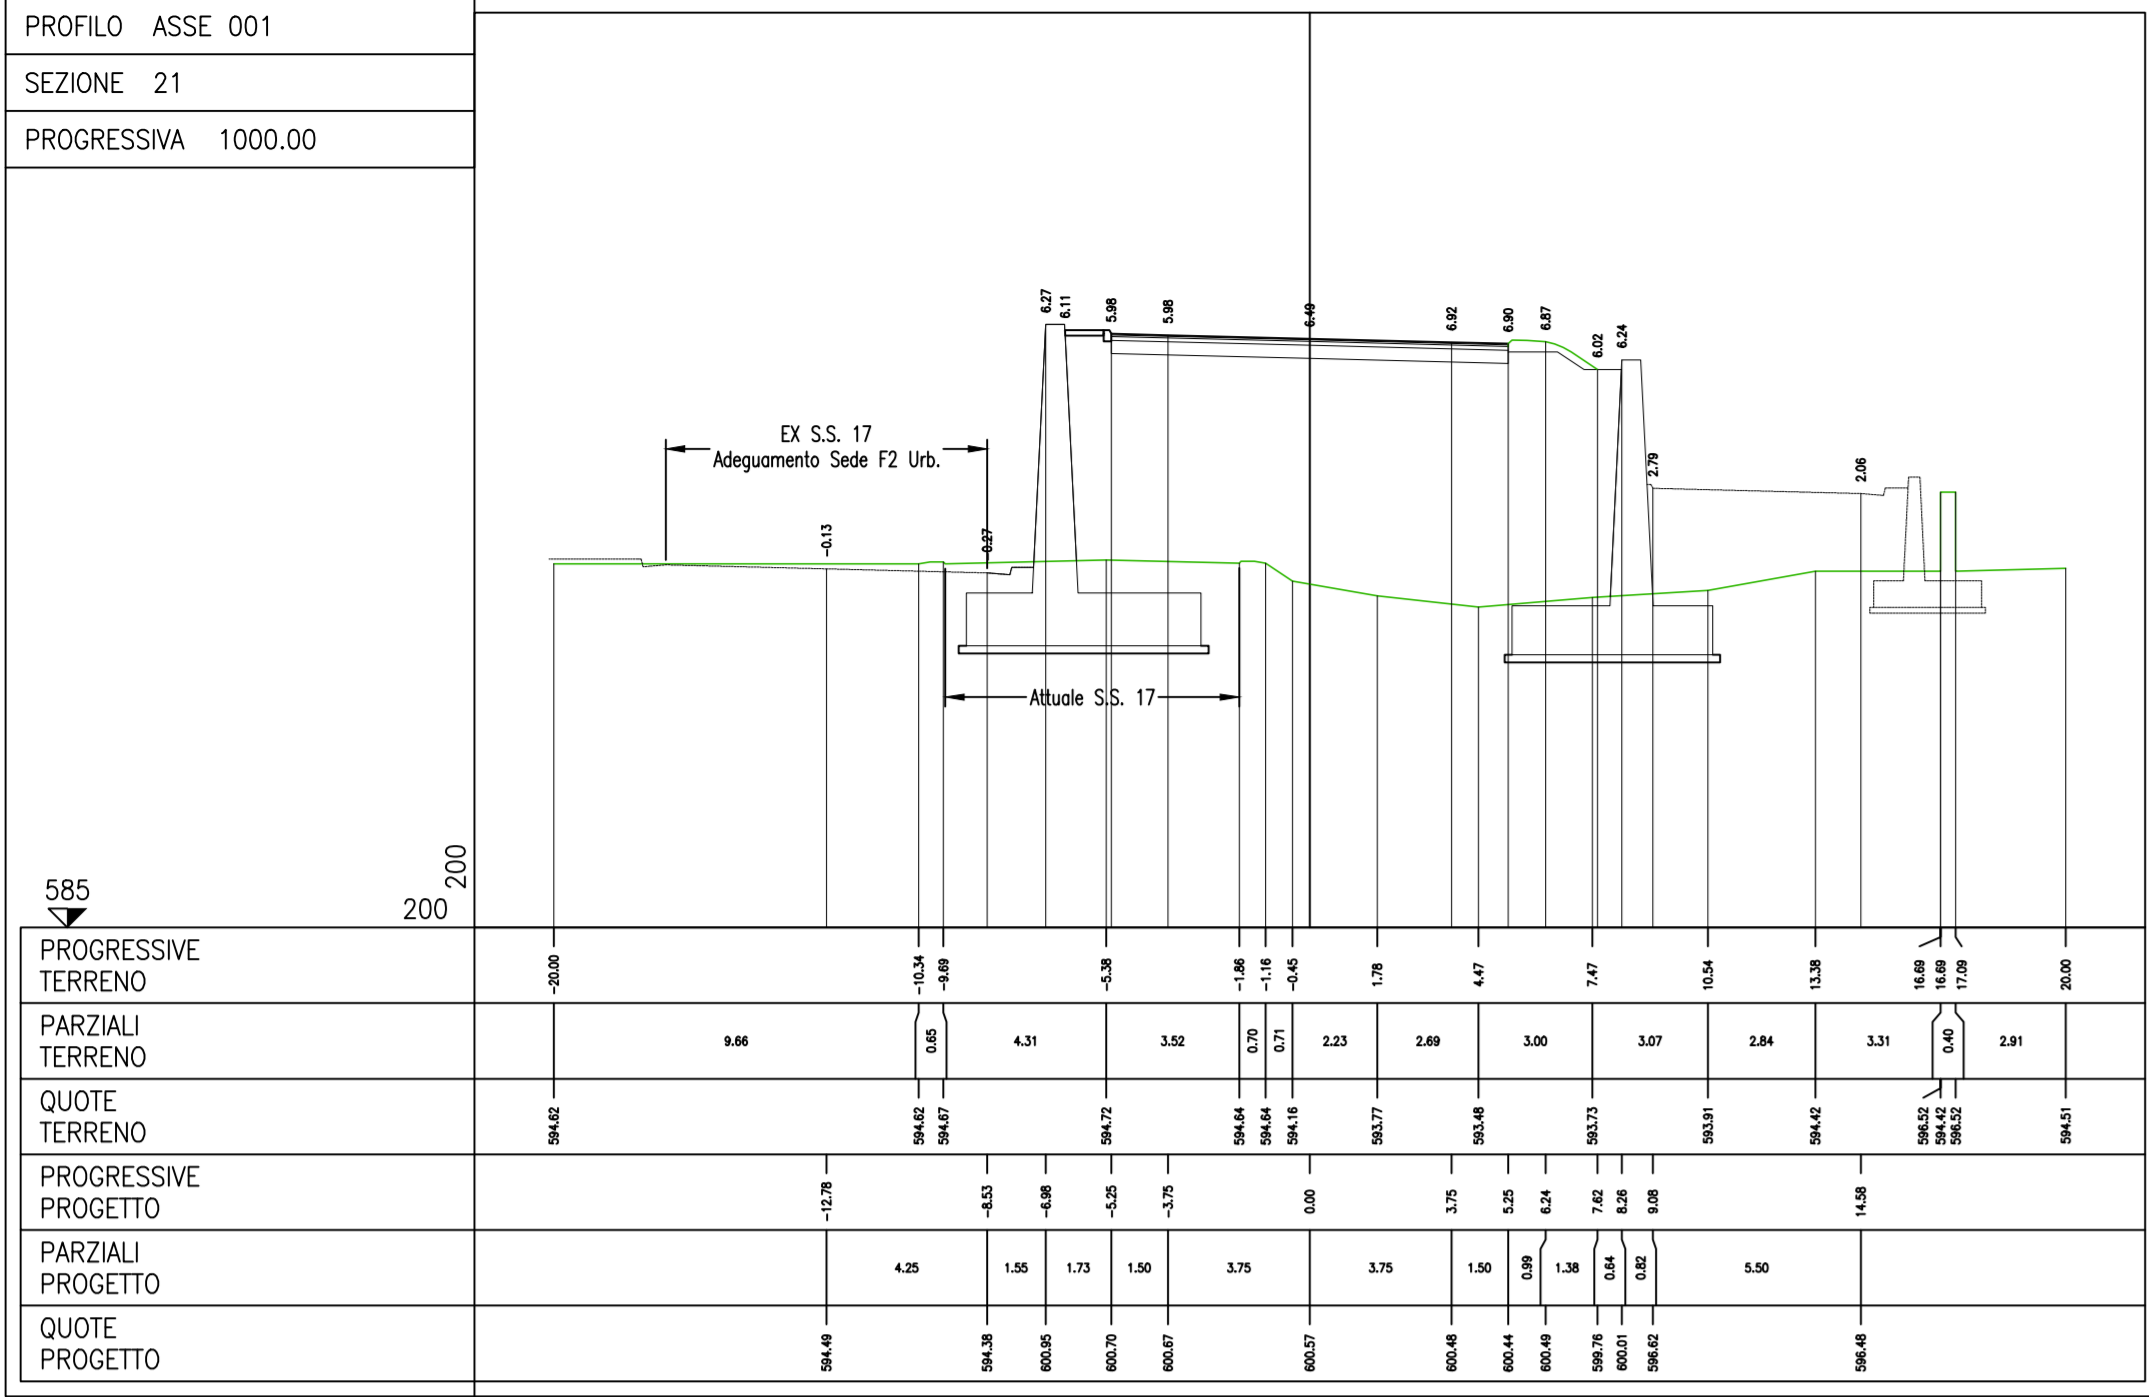 PROFILO ASSE 001
SEZIONE 21
PROGRESSIVA 1000.00
6.27 6.11 5.98 5.98 6.49 6.92 6.90 6.87 6.02 6.24
EX S.S. 17
Adeguamento Sede F2 Urb.
2.79 2.06
-0.13 -0.27
Attuale S.S. 17
585
200
200
PROGRESSIVE
TERRENO
-20.00 -10.34 -9.69 -5.38 -1.86 -1.16 -0.45 1.78 4.47 7.47 10.54 13.38 16.69 16.69 17.09 20.00
PARZIALI
TERRENO
9.66 0.65 4.31 3.52 0.70 0.71 2.23 2.69 3.00 3.07 2.84 3.31 0.40 2.91
QUOTE
TERRENO
594.62 594.62 594.67 594.72 594.64 594.64 594.16 593.77 593.48 593.73 593.91 594.42 596.52 594.42 596.52 594.51
PROGRESSIVE
PROGETTO
-12.78 -8.53 -6.98 -5.25 -3.75 0.00 3.75 5.25 6.24 7.62 8.26 9.08 14.58
PARZIALI
PROGETTO
4.25 1.55 1.73 1.50 3.75 3.75 1.50 0.99 1.38 0.64 0.82 5.50
QUOTE
PROGETTO
594.49 594.38 600.95 600.70 600.67 600.57 600.48 600.44 600.49 599.76 600.01 596.62 596.48